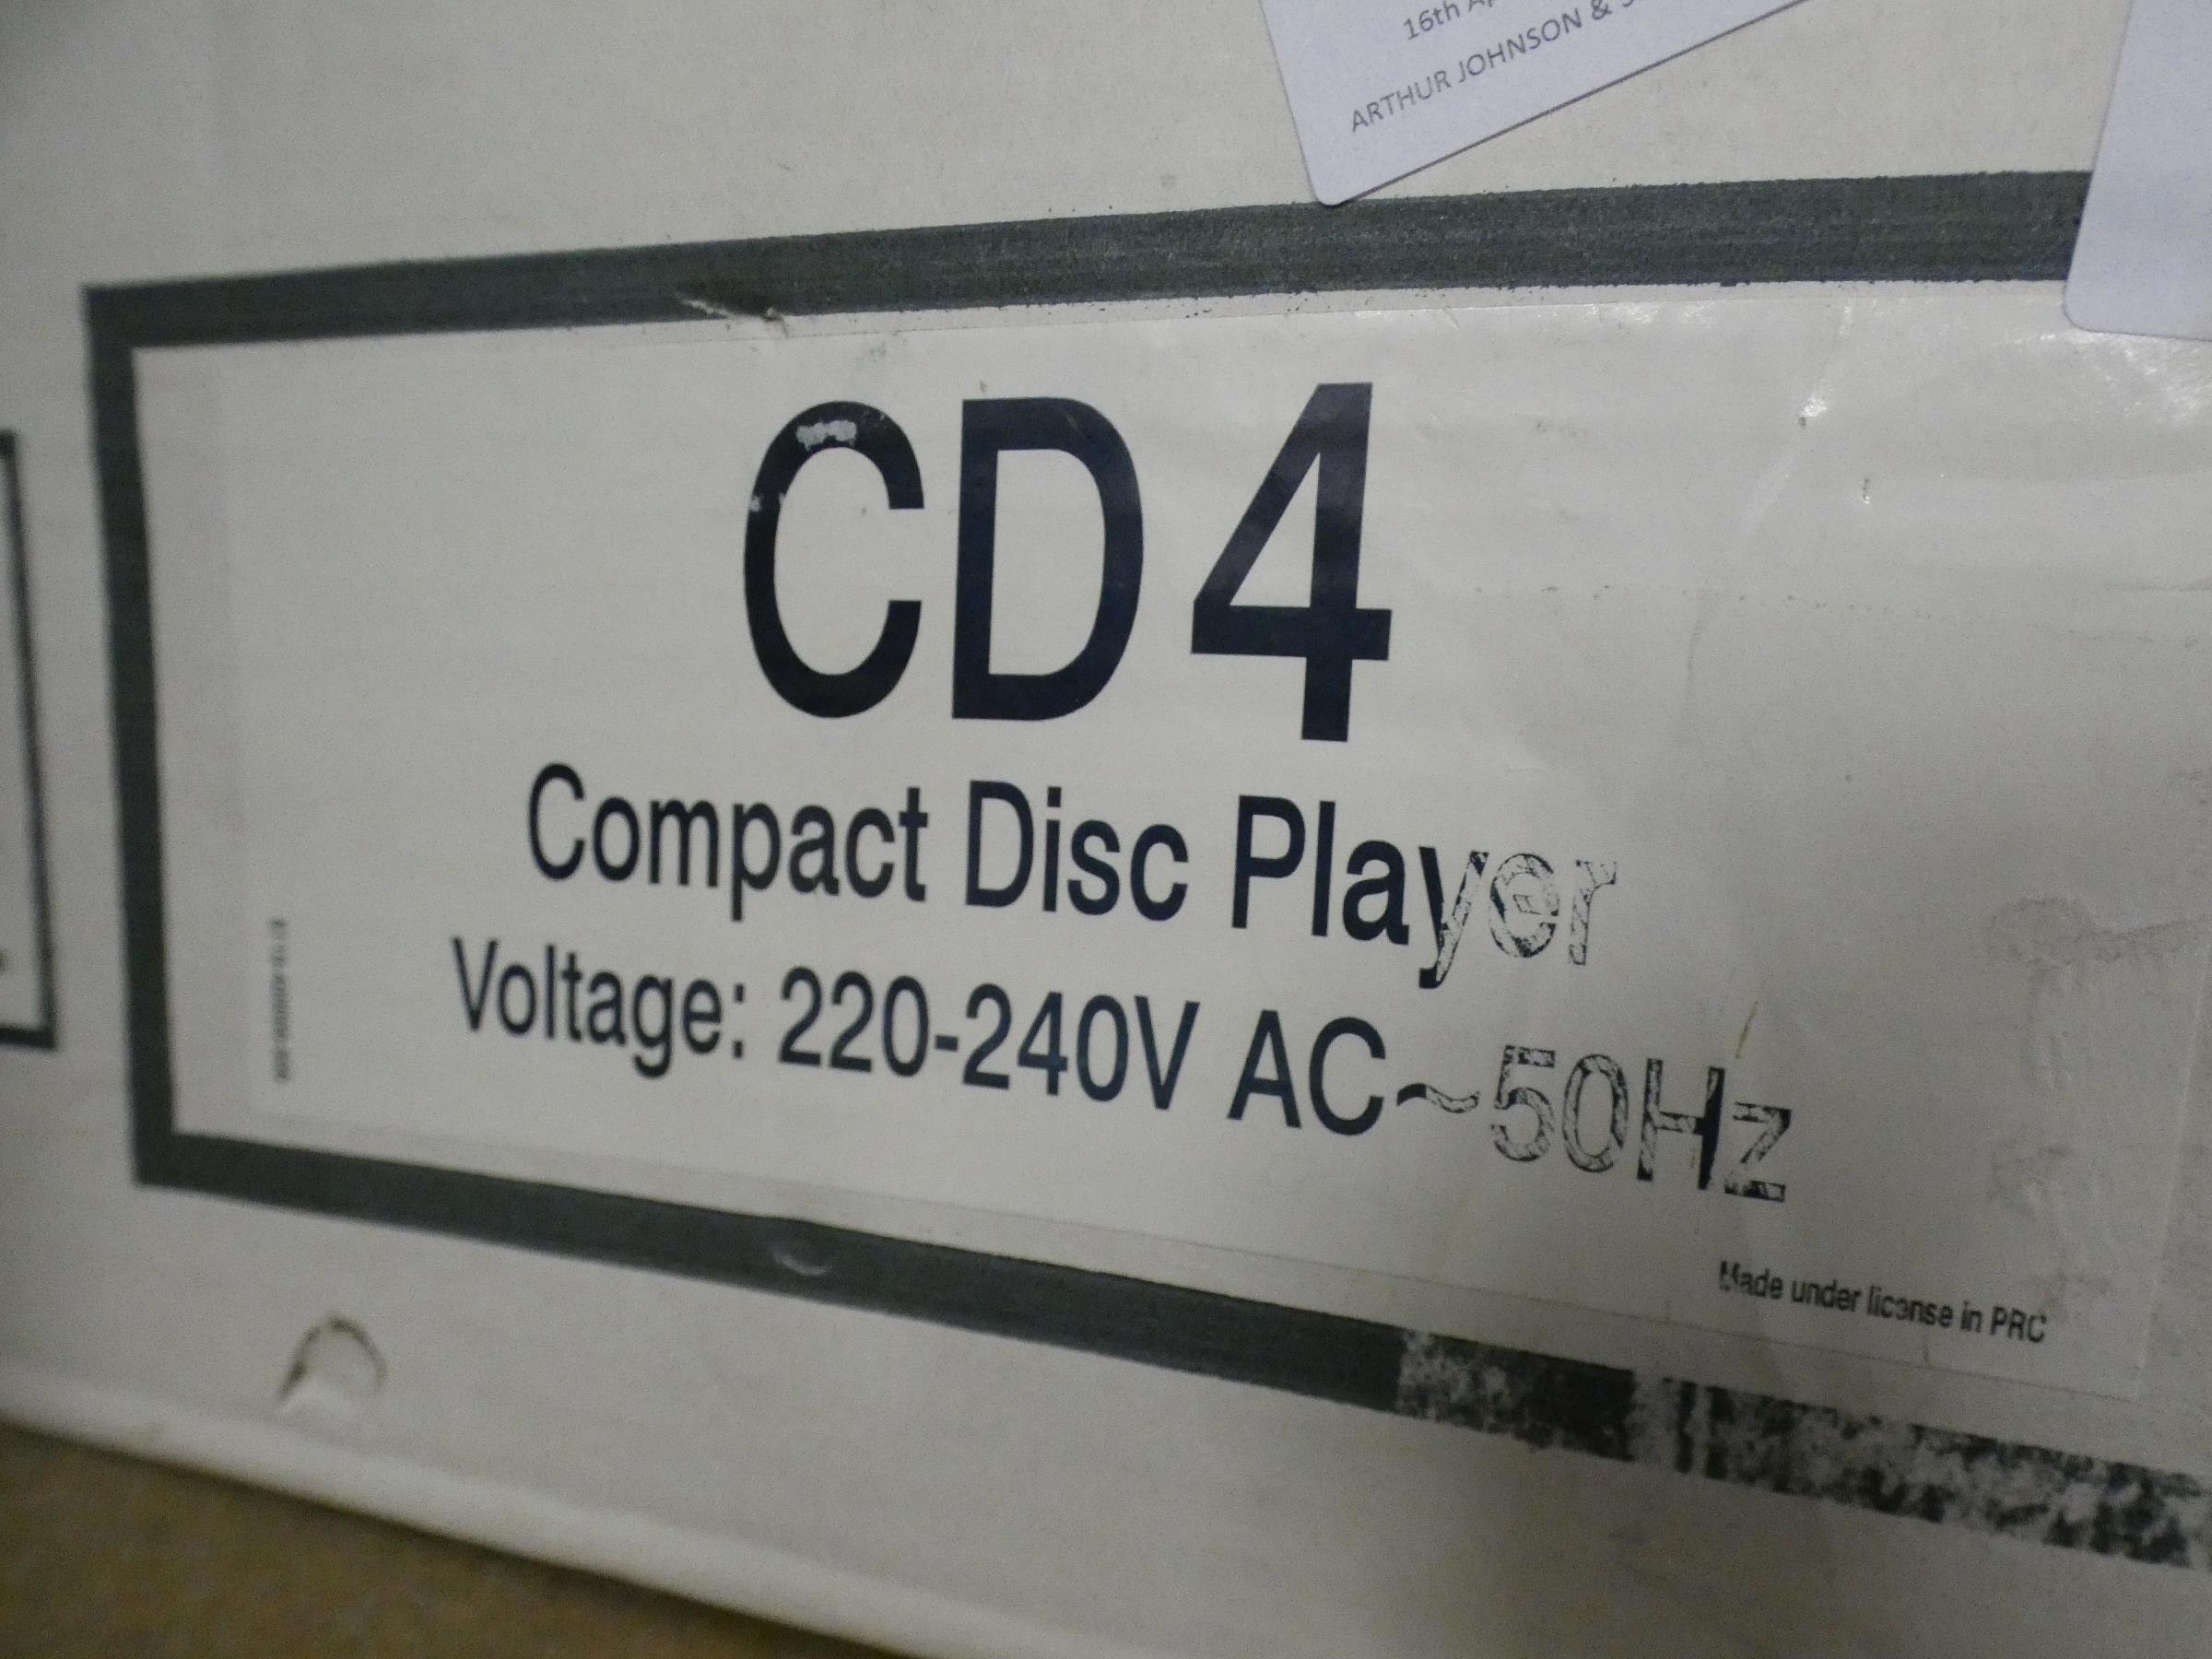 16th
ARTHUR JOHNSON &
CD4
Compact Disc Player
Voltage: 220-240V AC~50Hz
Made under license in PRC